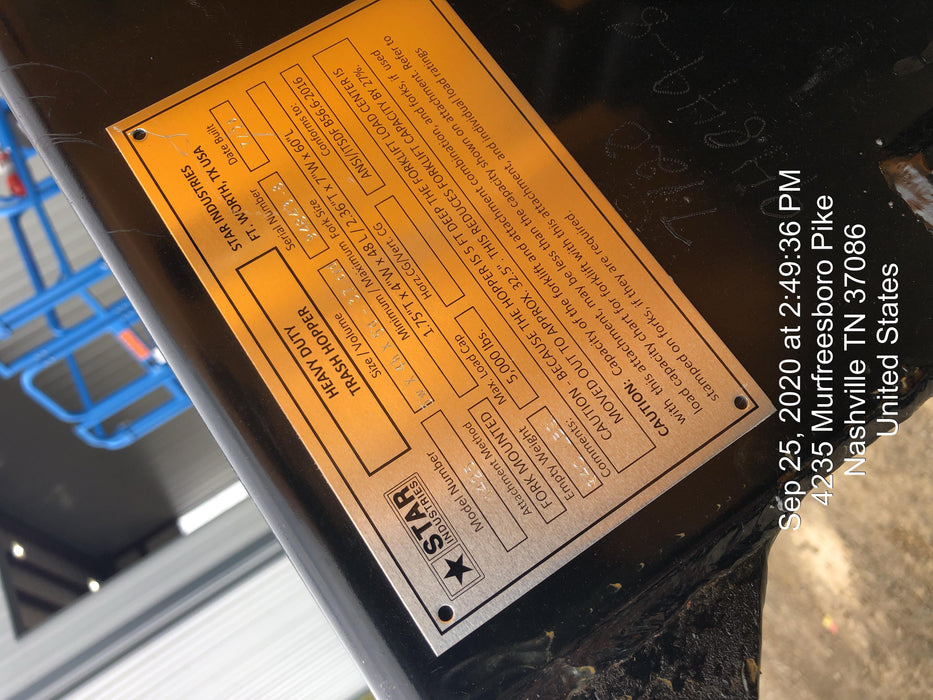 STAR
INDUSTRIES
HEAVY DUTY
TRASH HOPPER
STAR INDUSTRIES
FT. WORTH, TX USA
Model Number
Size / Volume
Serial Number
Date Built
Attachment Method
FORK MOUNTED
Max. Load Cap
5,000 lbs.
Minimum / Maximum Fork Size
1.75"T X 4"W X 48 L / 2.36"T x 7"W X 60"L
Conforms to:
ANSI/ITSDF B56.6-2016
Empty Weight
Horz.CG/Vert. CG
Comments:
CAUTION - BECAUSE THE HOPPER IS 5 FT DEEP THE FORKLIFT LOAD CENTER IS
MOVED OUT TO APPROX. 32.5". THIS REDUCES FORKLIFT CAPACITY BY 27%.
CAUTION: Capacity of the forklift and attachment combination, and forks, if used
with this attachment, may be less than the capacity shown on attachment. Refer to
load capacity chart for forklift with this attachment, and individual load ratings
stamped on forks, if they are required.
Sep 25, 2020 at 2:49:36 PM
4235 Murfreesboro Pike
Nashville TN 37086
United States